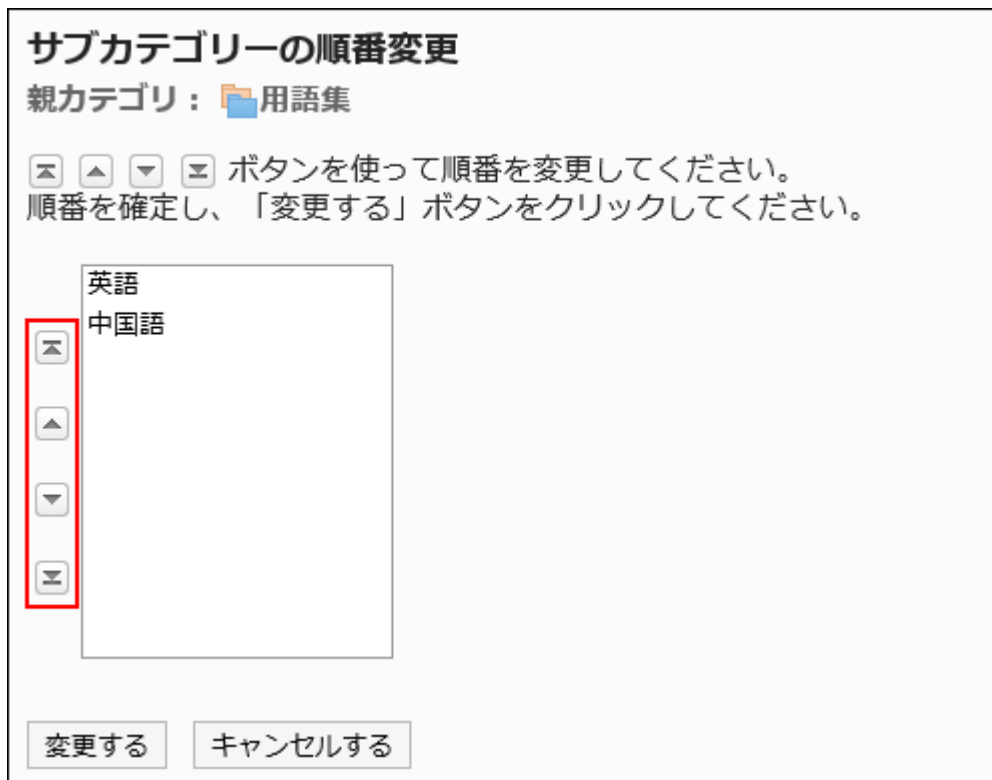 サブカテゴリーの順番変更
親カテゴリ： 用語集
ボタンを使って順番を変更してください。
順番を確定し、「変更する」ボタンをクリックしてください。
英語
中国語
変更する キャンセルする